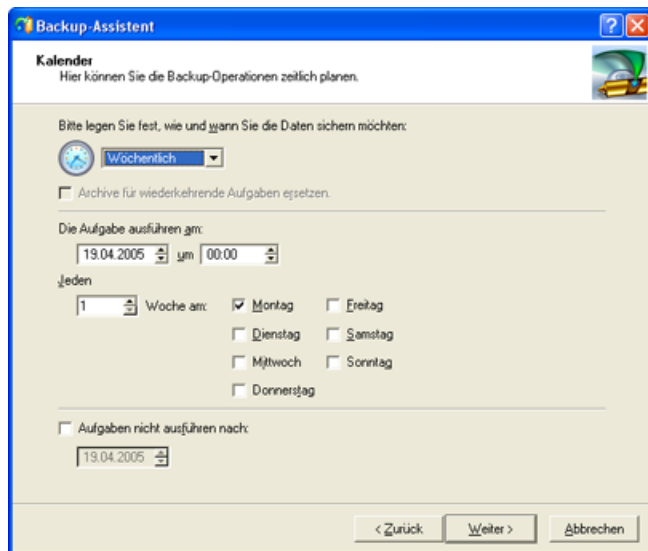 Backup-Assistent
Kalender
Hier können Sie die Backup-Operationen zeitlich planen.
Bitte legen Sie fest, wie und wann Sie die Daten sichern möchten:
Wöchentlich
Archive für wiederkehrende Aufgaben ersetzen.
Die Aufgabe ausführen am:
19.04.2005 um 00:00
Jeden
1 Woche am: Montag Freitag
Dienstag Samstag
Mittwoch Sonntag
Donnerstag
Aufgaben nicht ausführen nach:
19.04.2005
< Zurück Weiter > Abbrechen